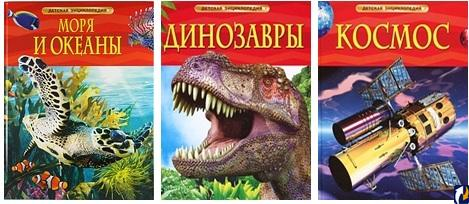 ДЕТСКАЯ ЭНЦИКЛОПЕДИЯ
МОРЯ
И ОКЕАНЫ
ДЕТСКАЯ ЭНЦИКЛОПЕДИЯ
ДИНОЗАВРЫ
ДЕТСКАЯ ЭНЦИКЛОПЕДИЯ
КОСМОС